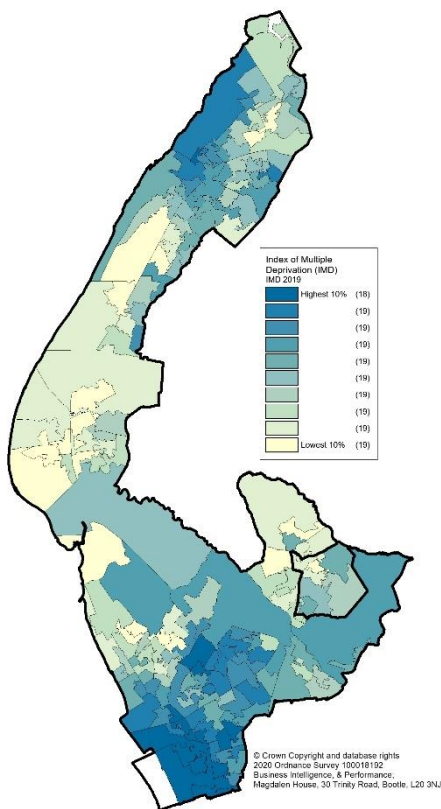 Index of Multiple
Deprivation (IMD)
IMD 2019
Highest 10% (18)
(19)
(19)
(19)
(19)
(19)
(19)
(19)
(19)
Lowest 10% (19)
© Crown Copyright and database rights
2020 Ordnance Survey 100018192
Business Intelligence, & Performance,
Magdalen House, 30 Trinity Road, Bootle, L20 3NJ